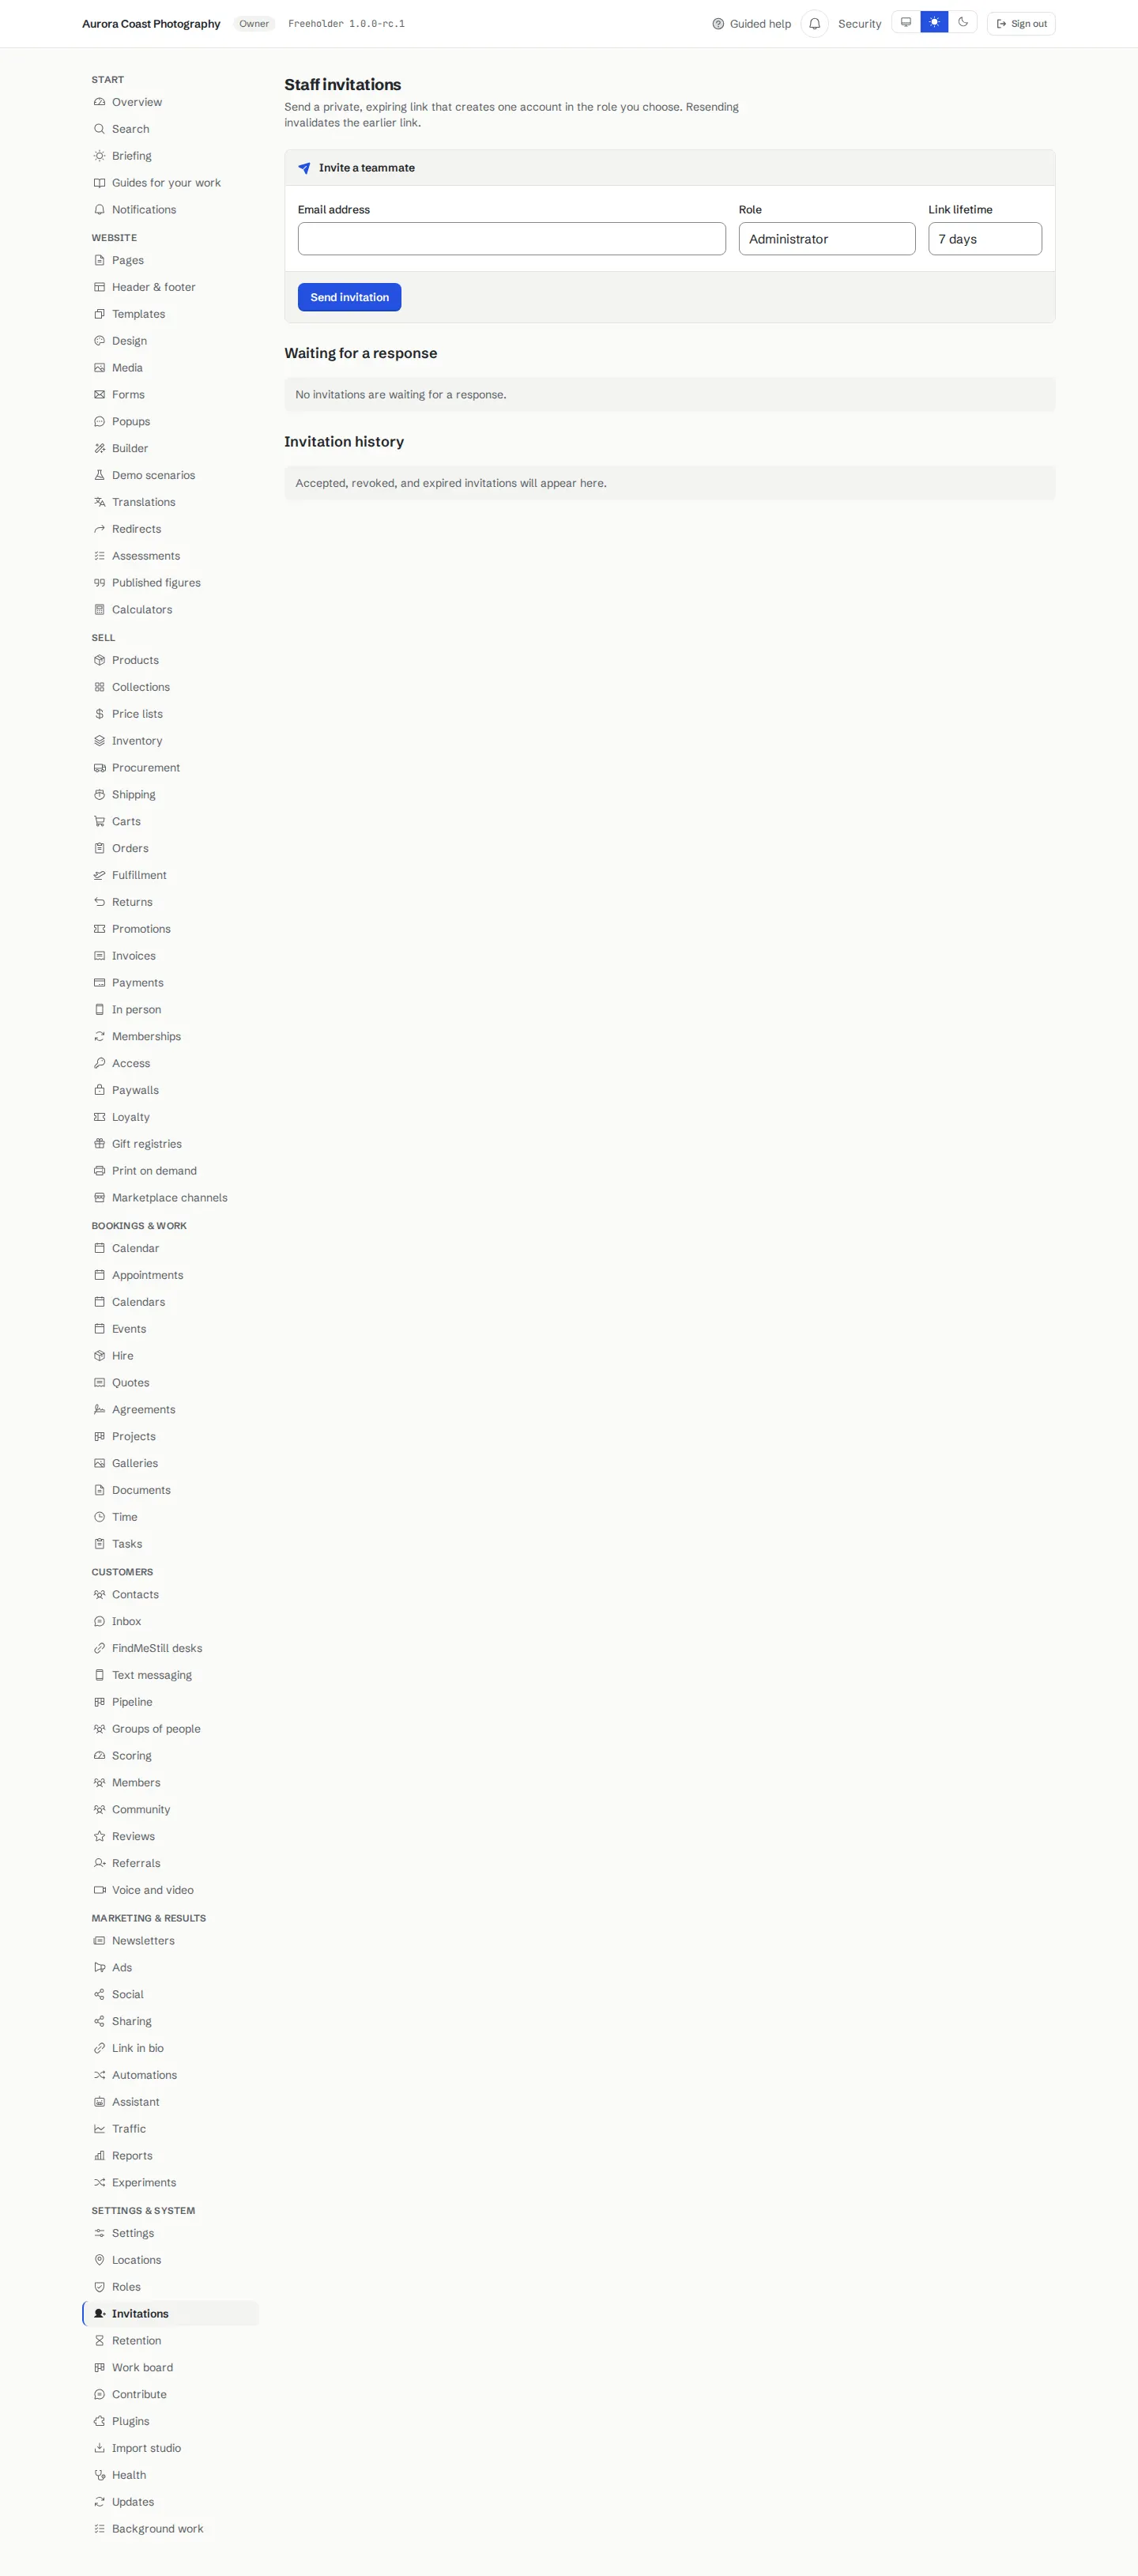 Aurora Coast Photography
Owner
Freeholder 1.0.0-rc.1
Guided help
Security
Sign out
START
Overview
Search
Briefing
Guides for your work
Notifications
WEBSITE
Pages
Header & footer
Templates
Design
Media
Forms
Popups
Builder
Demo scenarios
Translations
Redirects
Assessments
Published figures
Calculators
SELL
Products
Collections
Price lists
Inventory
Procurement
Shipping
Carts
Orders
Fulfillment
Returns
Promotions
Invoices
Payments
In person
Memberships
Access
Paywalls
Loyalty
Gift registries
Print on demand
Marketplace channels
BOOKINGS & WORK
Calendar
Appointments
Calendars
Events
Hire
Quotes
Agreements
Projects
Galleries
Documents
Time
Tasks
CUSTOMERS
Contacts
Inbox
FindMeStill desks
Text messaging
Pipeline
Groups of people
Scoring
Members
Community
Reviews
Referrals
Voice and video
MARKETING & RESULTS
Newsletters
Ads
Social
Sharing
Link in bio
Automations
Assistant
Traffic
Reports
Experiments
SETTINGS & SYSTEM
Settings
Locations
Roles
Invitations
Retention
Work board
Contribute
Plugins
Import studio
Health
Updates
Background work
Staff invitations
Send a private, expiring link that creates one account in the role you choose. Resending
invalidates the earlier link.
Invite a teammate
Email address
Role
Link lifetime
Administrator
7 days
Send invitation
Waiting for a response
No invitations are waiting for a response.
Invitation history
Accepted, revoked, and expired invitations will appear here.